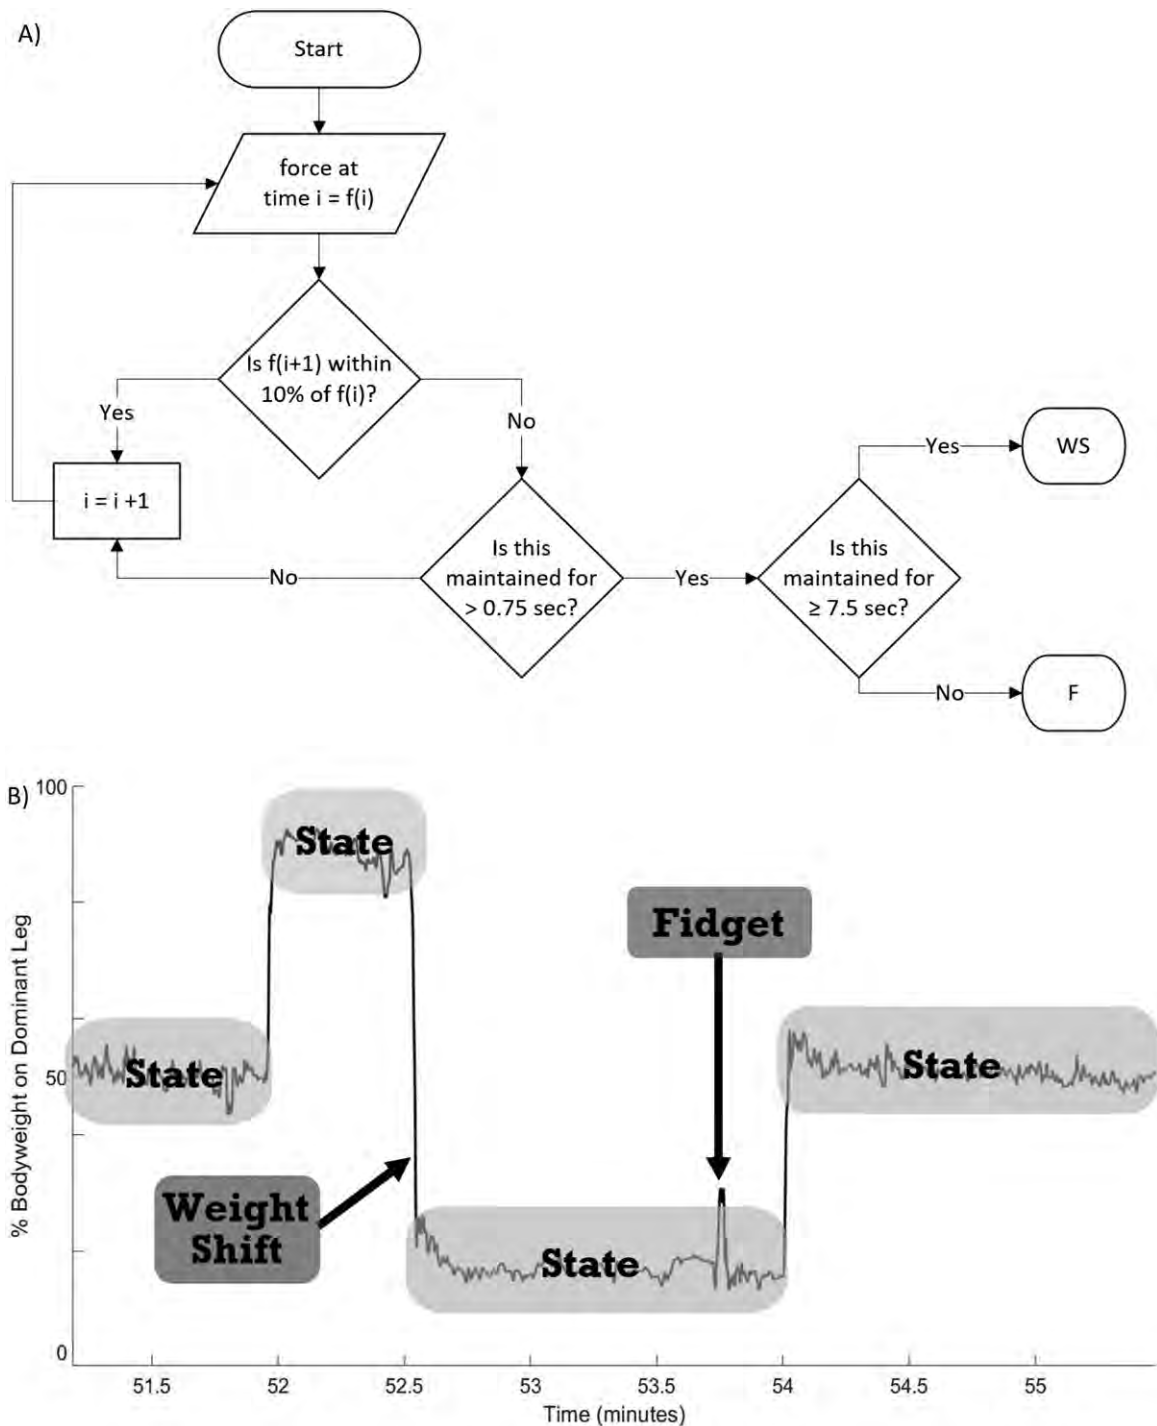 A)
Start
force at
time i = f(i)
Is f(i+1) within
10% of f(i)?
Yes
No
i = i +1
Is this
maintained for
> 0.75 sec?
No
Yes
Is this
maintained for
≥ 7.5 sec?
Yes
WS
No
F
B)
100
50
0
% Bodyweight on Dominant Leg
State
State
Fidget
State
Weight
Shift
State
51.5
52
52.5
53
53.5
54
54.5
55
Time (minutes)